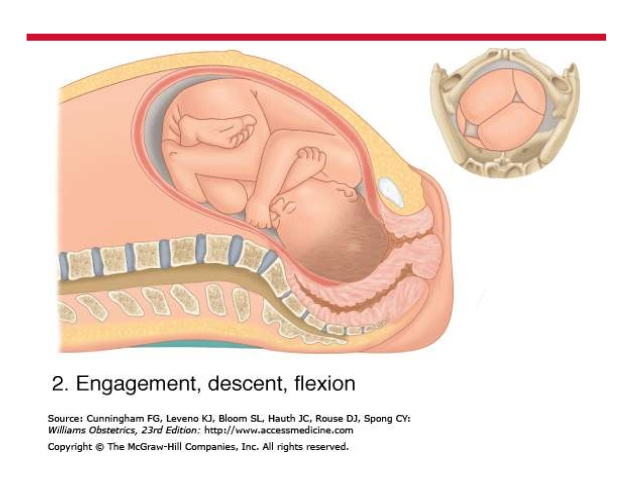 2. Engagement, descent, flexion
Source: Cunningham FG, Leveno KJ, Bloom SL, Hauth JC, Rouse DJ, Spong CY:
Williams Obstetrics, 23rd Edition: http://www.accessmedicine.com
Copyright © The McGraw-Hill Companies, Inc. All rights reserved.